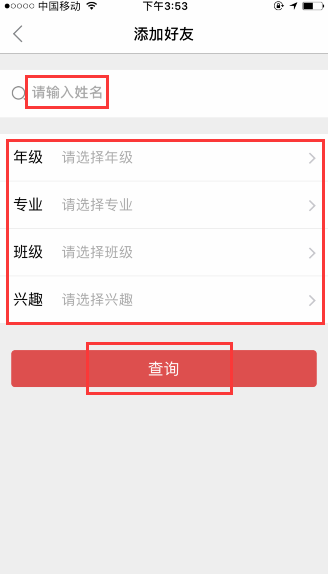 中国移动 下午3:53
添加好友
请输入姓名
年级 请选择年级
专业 请选择专业
班级 请选择班级
兴趣 请选择兴趣
查询